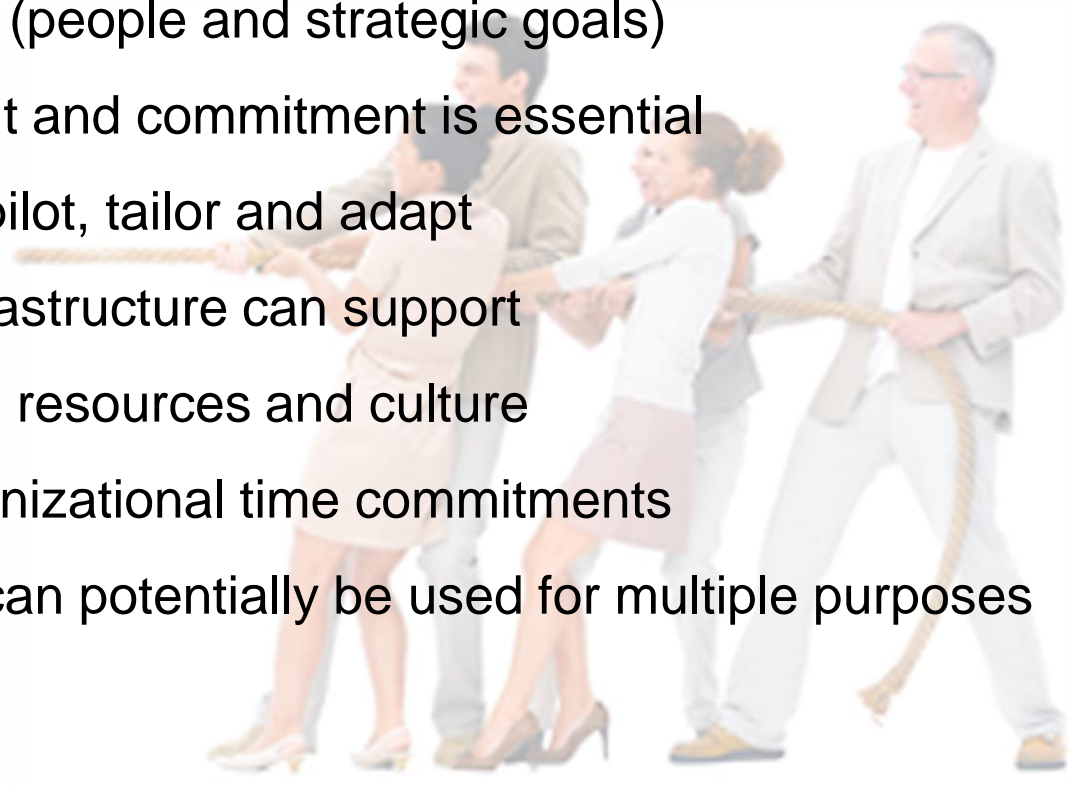 (people and strategic goals)
t and commitment is essential
pilot, tailor and adapt
astructure can support
resources and culture
nizational time commitments
can potentially be used for multiple purposes